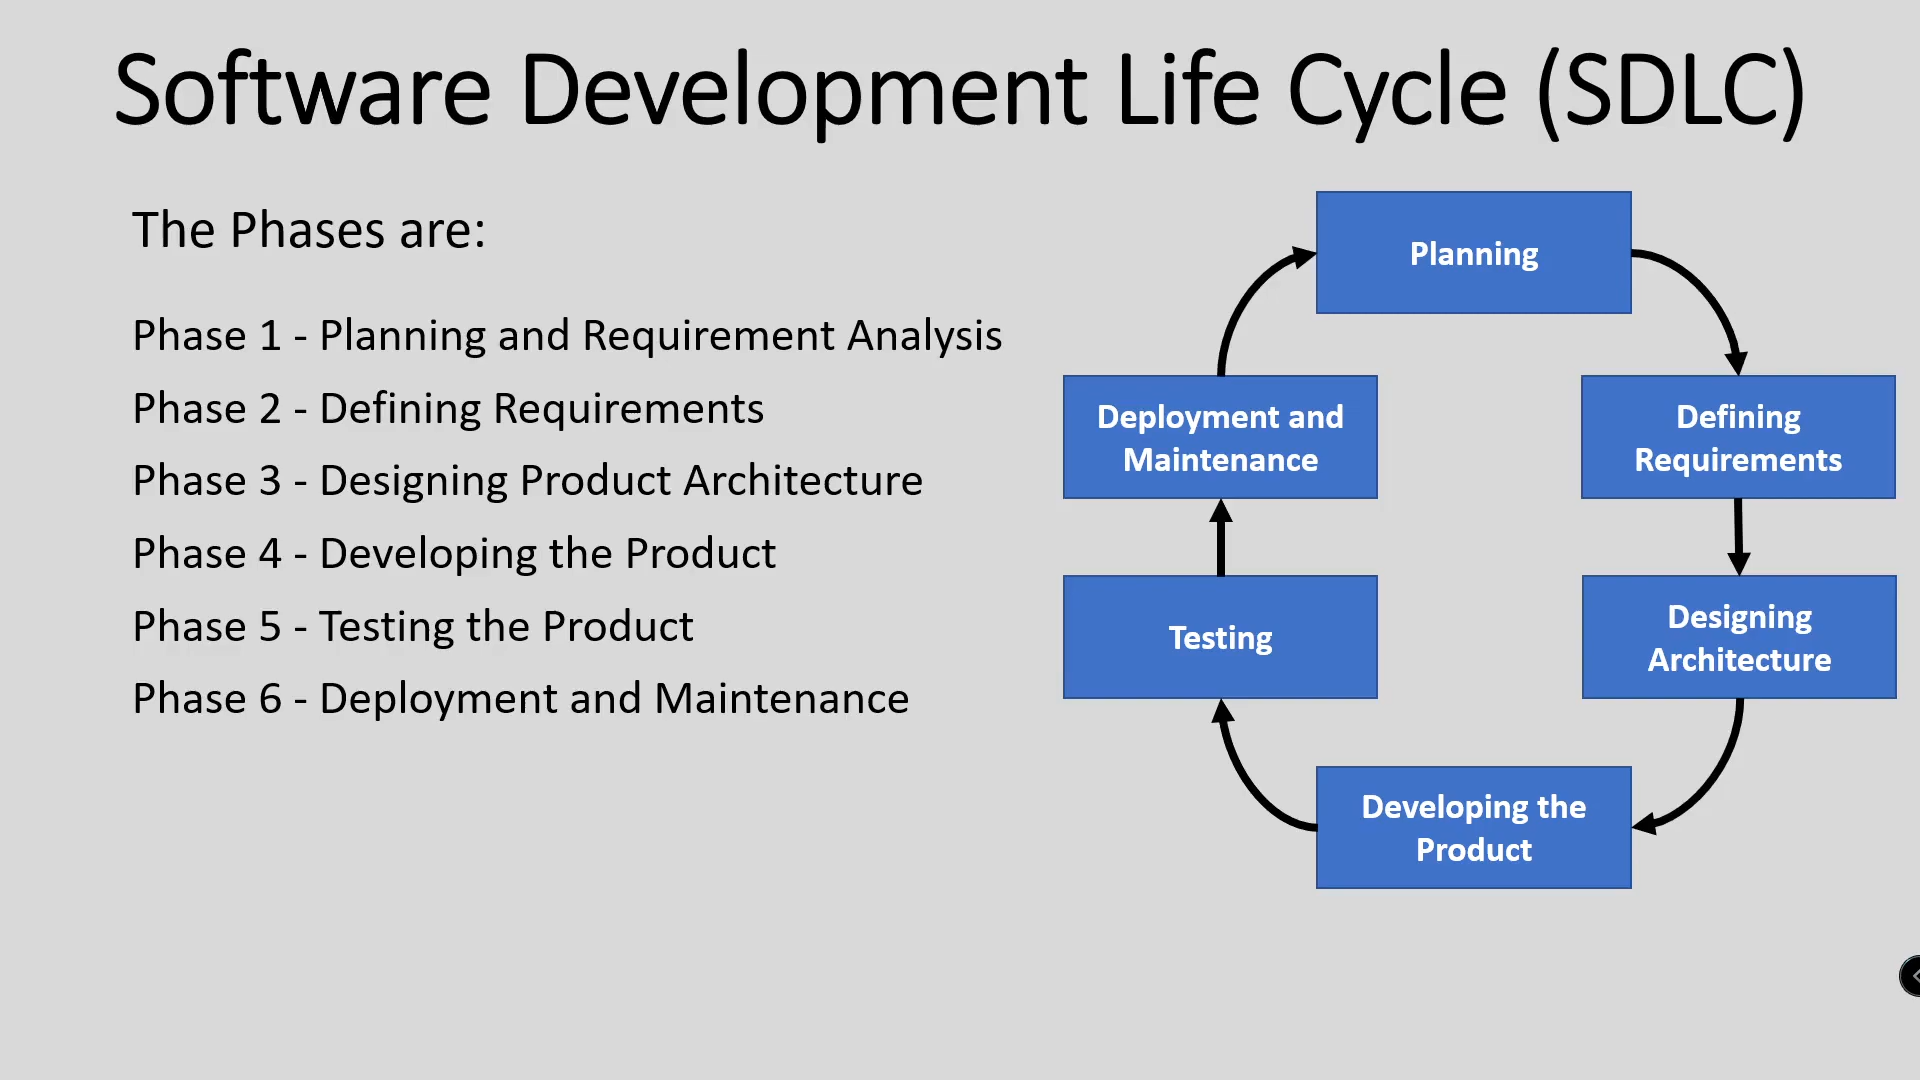 Software Development Life Cycle (SDLC)
The Phases are:
Phase 1 - Planning and Requirement Analysis
Phase 2 - Defining Requirements
Phase 3 - Designing Product Architecture
Phase 4 - Developing the Product
Phase 5 - Testing the Product
Phase 6 - Deployment and Maintenance
Planning
Defining
Requirements
Designing
Architecture
Developing the
Product
Testing
Deployment and
Maintenance